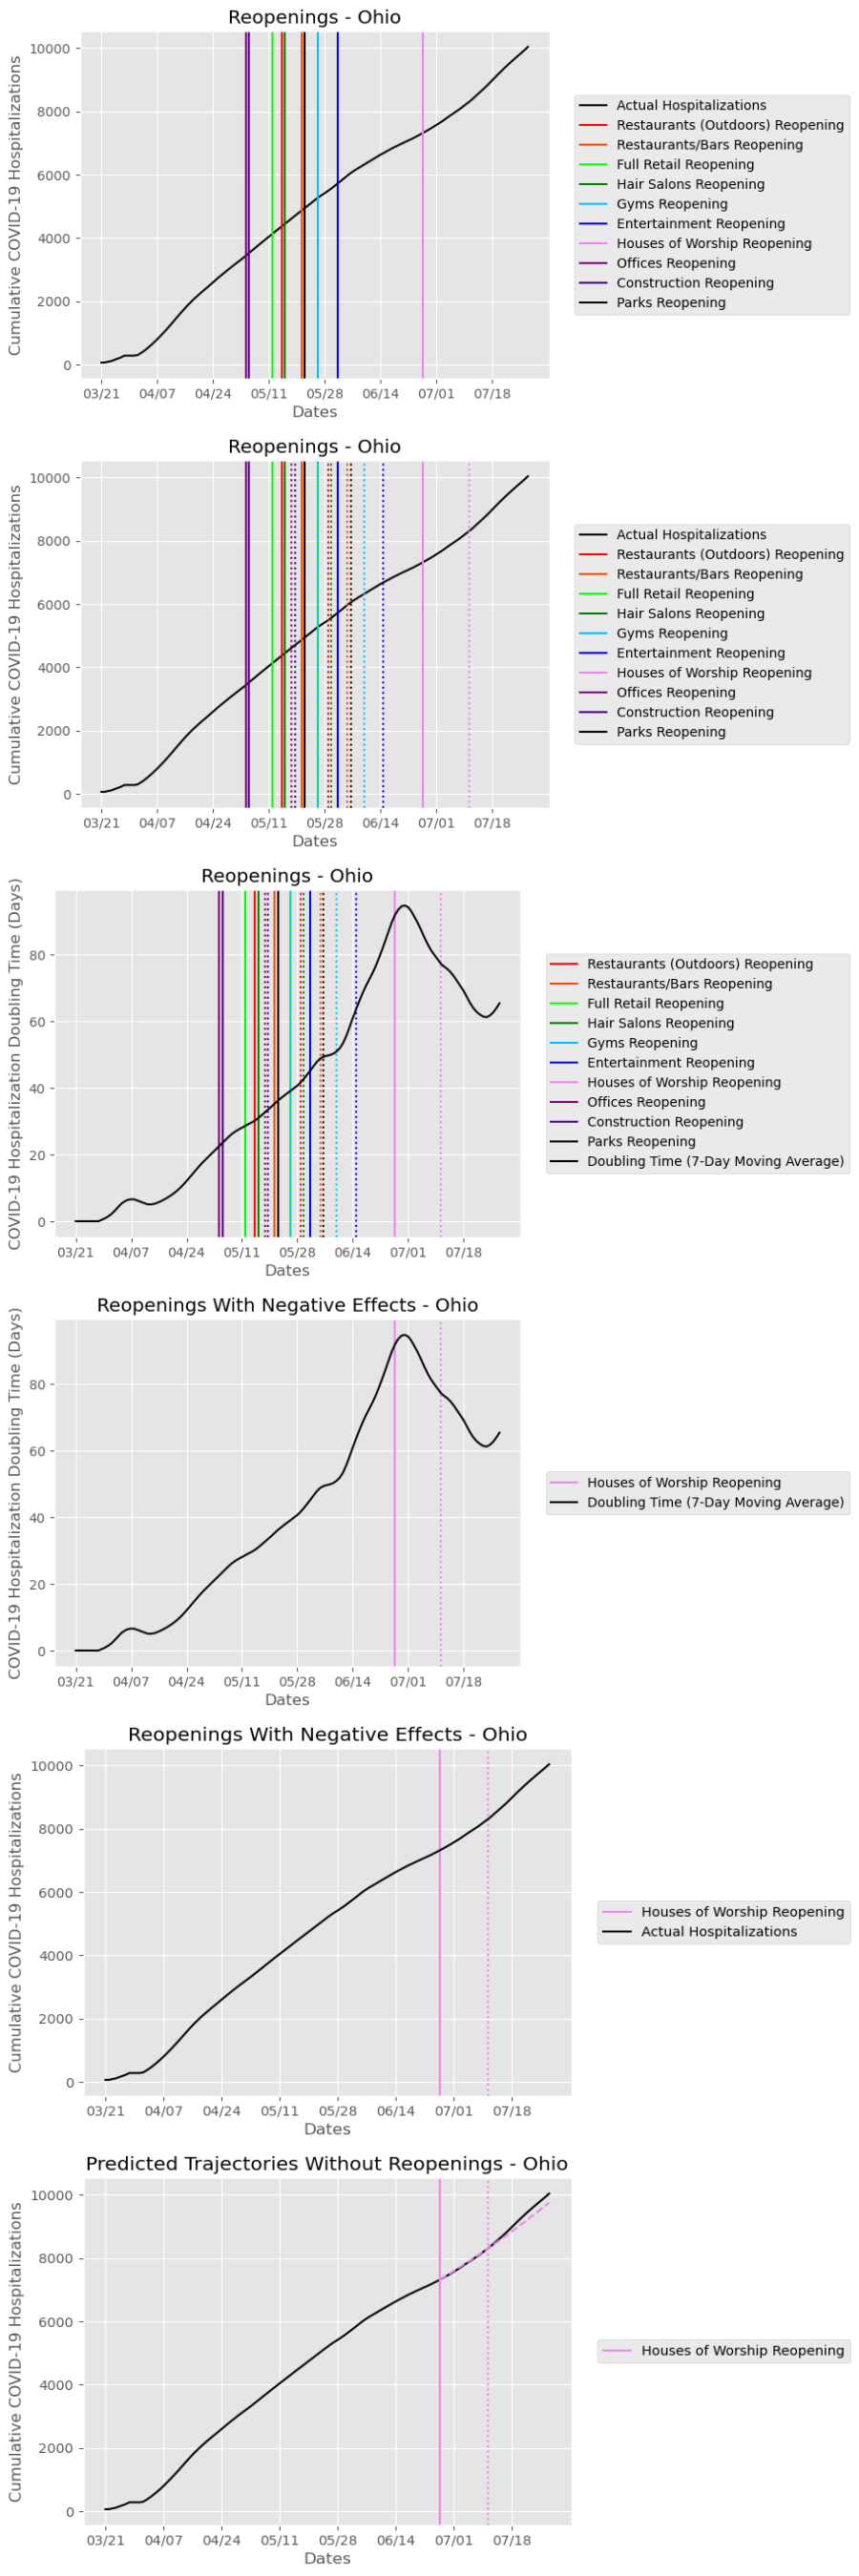 Reopenings - Ohio
Cumulative COVID-19 Hospitalizations
10000
8000
6000
4000
2000
0
03/21 04/07 04/24 05/11 05/28 06/14 07/01 07/18
Dates
Actual Hospitalizations
Restaurants (Outdoors) Reopening
Restaurants/Bars Reopening
Full Retail Reopening
Hair Salons Reopening
Gyms Reopening
Entertainment Reopening
Houses of Worship Reopening
Offices Reopening
Construction Reopening
Parks Reopening
Reopenings - Ohio
Cumulative COVID-19 Hospitalizations
10000
8000
6000
4000
2000
0
03/21 04/07 04/24 05/11 05/28 06/14 07/01 07/18
Dates
Actual Hospitalizations
Restaurants (Outdoors) Reopening
Restaurants/Bars Reopening
Full Retail Reopening
Hair Salons Reopening
Gyms Reopening
Entertainment Reopening
Houses of Worship Reopening
Offices Reopening
Construction Reopening
Parks Reopening
Reopenings - Ohio
COVID-19 Hospitalization Doubling Time (Days)
80
60
40
20
0
03/21 04/07 04/24 05/11 05/28 06/14 07/01 07/18
Dates
Restaurants (Outdoors) Reopening
Restaurants/Bars Reopening
Full Retail Reopening
Hair Salons Reopening
Gyms Reopening
Entertainment Reopening
Houses of Worship Reopening
Offices Reopening
Construction Reopening
Parks Reopening
Doubling Time (7-Day Moving Average)
Reopenings With Negative Effects - Ohio
COVID-19 Hospitalization Doubling Time (Days)
80
60
40
20
0
03/21 04/07 04/24 05/11 05/28 06/14 07/01 07/18
Dates
Houses of Worship Reopening
Doubling Time (7-Day Moving Average)
Reopenings With Negative Effects - Ohio
Cumulative COVID-19 Hospitalizations
10000
8000
6000
4000
2000
0
03/21 04/07 04/24 05/11 05/28 06/14 07/01 07/18
Dates
Houses of Worship Reopening
Actual Hospitalizations
Predicted Trajectories Without Reopenings - Ohio
Cumulative COVID-19 Hospitalizations
10000
8000
6000
4000
2000
0
03/21 04/07 04/24 05/11 05/28 06/14 07/01 07/18
Dates
Houses of Worship Reopening